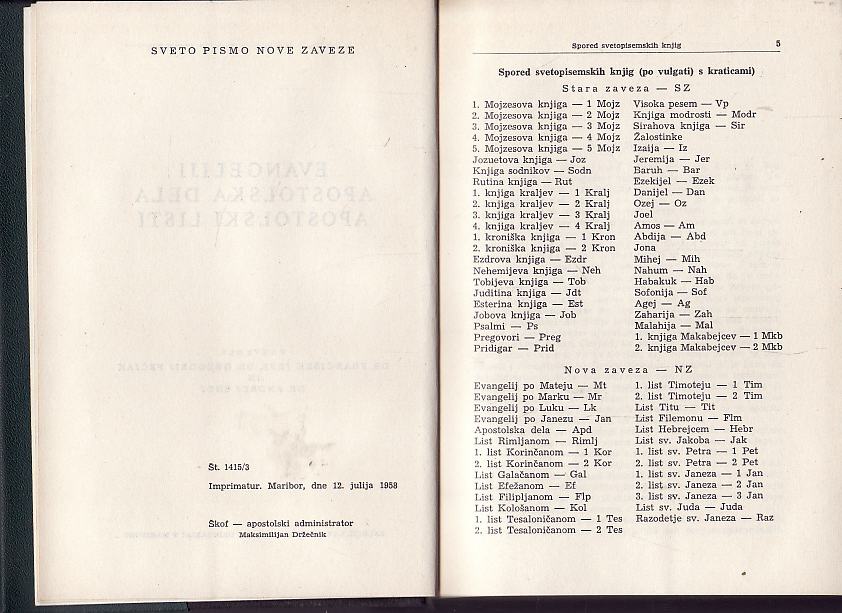 SVETO PISMO NOVE ZAVEZE
Št. 1415/3
Imprimatur. Maribor, dne 12. julija 1958
Škof — apostolski administrator
Maksimilijan Držečnik
Spored svetopisemskih knjig 5
Spored svetopisemskih knjig (po vulgati) s kraticami)
Stara zaveza — SZ
1. Mojzesova knjiga — 1 Mojz
2. Mojzesova knjiga — 2 Mojz
3. Mojzesova knjiga — 3 Mojz
4. Mojzesova knjiga — 4 Mojz
5. Mojzesova knjiga — 5 Mojz
Jozuetova knjiga — Joz
Knjiga sodnikov — Sodn
Rutina knjiga — Rut
1. knjiga kraljev — 1 Kralj
2. knjiga kraljev — 2 Kralj
3. knjiga kraljev — 3 Kralj
4. knjiga kraljev — 4 Kralj
1. kroniška knjiga — 1 Kron
2. kroniška knjiga — 2 Kron
Ezdrova knjiga — Ezdr
Nehemijeva knjiga — Neh
Tobijeva knjiga — Tob
Juditina knjiga — Jdt
Esterina knjiga — Est
Jobova knjiga — Job
Psalmi — Ps
Pregovori — Preg
Pridigar — Prid
Visoka pesem — Vp
Knjiga modrosti — Modr
Sirahova knjiga — Sir
Žalostinke
Izaija — Iz
Jeremija — Jer
Baruh — Bar
Ezekijel — Ezek
Danijel — Dan
Ozej — Oz
Joel
Amos — Am
Abdija — Abd
Jona
Mihej — Mih
Nahum — Nah
Habakuk — Hab
Sofonija — Sof
Agej — Ag
Zaharija — Zah
Malahija — Mal
1. knjiga Makabejcev — 1 Mkb
2. knjiga Makabejcev — 2 Mkb
Nova zaveza — NZ
Evangelij po Mateju — Mt
Evangelij po Marku — Mr
Evangelij po Luku — Lk
Evangelij po Janezu — Jan
Apostolska dela — Apd
List Rimljanom — Rimlj
1. list Korinčanom — 1 Kor
2. list Korinčanom — 2 Kor
List Galačanom — Gal
List Efežanom — Ef
List Filipljanom — Flp
List Kološanom — Kol
1. list Tesaloničanom — 1 Tes
2. list Tesaloničanom — 2 Tes
1. list Timoteju — 1 Tim
2. list Timoteju — 2 Tim
List Titu — Tit
List Filemonu — Flm
List Hebrejcem — Hebr
List sv. Jakoba — Jak
1. list sv. Petra — 1 Pet
2. list sv. Petra — 2 Pet
1. list sv. Janeza — 1 Jan
2. list sv. Janeza — 2 Jan
3. list sv. Janeza — 3 Jan
List sv. Juda — Juda
Razodetje sv. Janeza — Raz